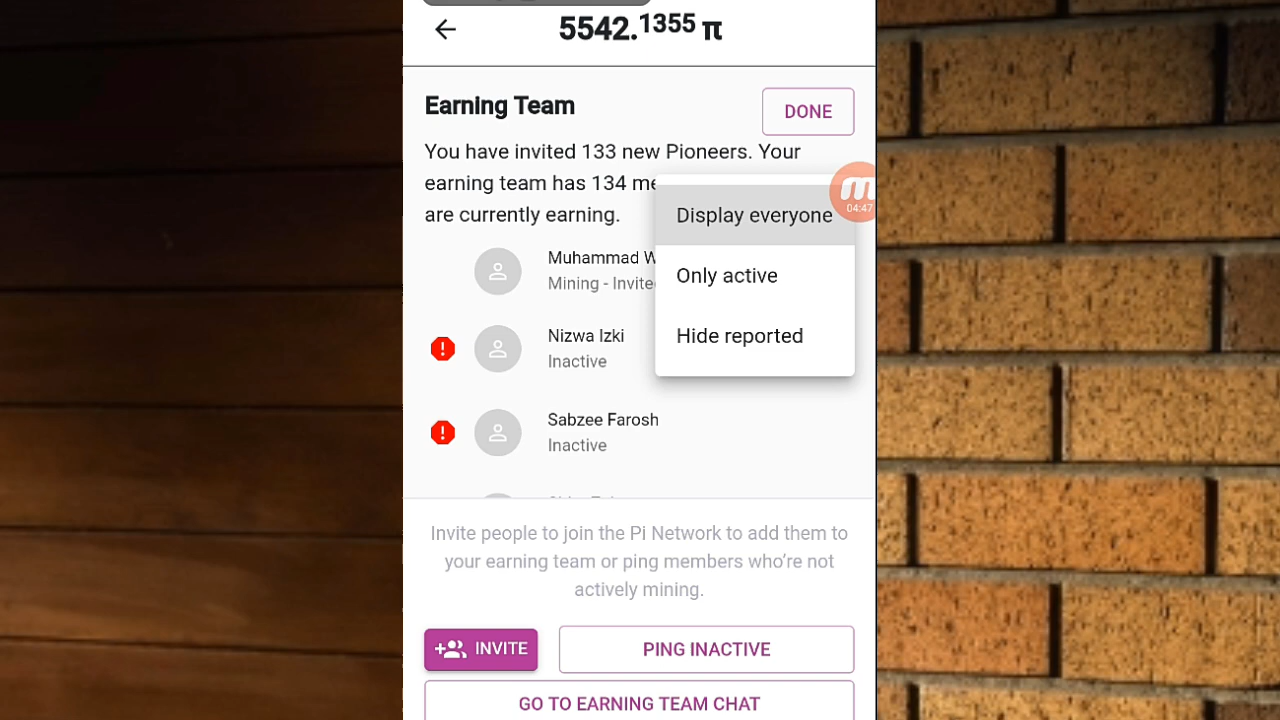 5542.1355 π
Earning Team
DONE
You have invited 133 new Pioneers. Your
earning team has 134
are currently earning.
Display everyone
Only active
Hide reported
04:47
Muhammad W
Mining - Invite
Nizwa Izki
Inactive
Sabzee Farosh
Inactive
Invite people to join the Pi Network to add them to
your earning team or ping members who’re not
actively mining.
INVITE
PING INACTIVE
GO TO EARNING TEAM CHAT